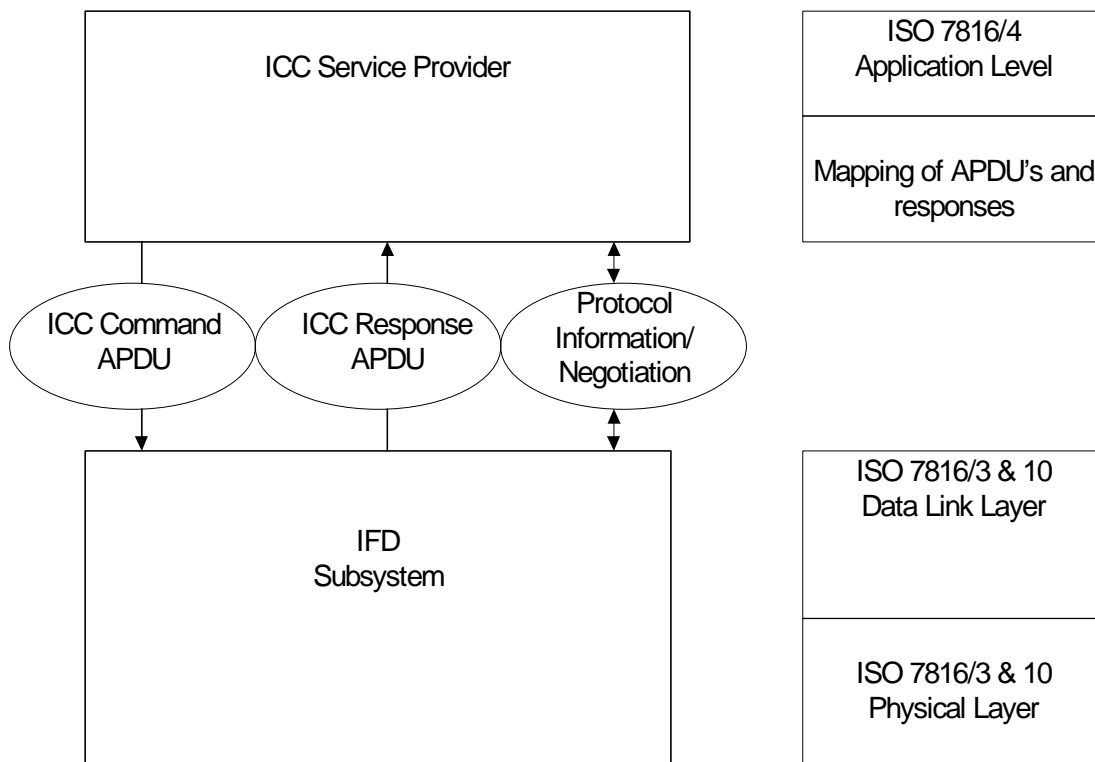 ICC Service Provider
ISO 7816/4
Application Level
Mapping of APDU's and
responses
ICC Command
APDU
ICC Response
APDU
Protocol
Information/
Negotiation
IFD
Subsystem
ISO 7816/3 & 10
Data Link Layer
ISO 7816/3 & 10
Physical Layer